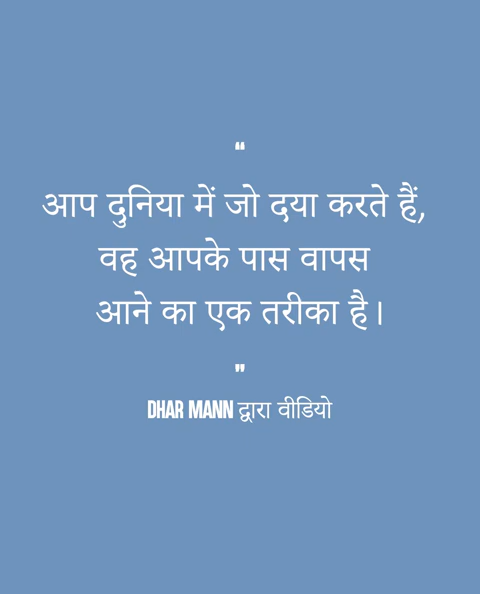 “
आप दुनिया में जो दया करते हैं,
वह आपके पास वापस
आने का एक तरीका है।
"
DHAR MANN द्वारा वीडियो